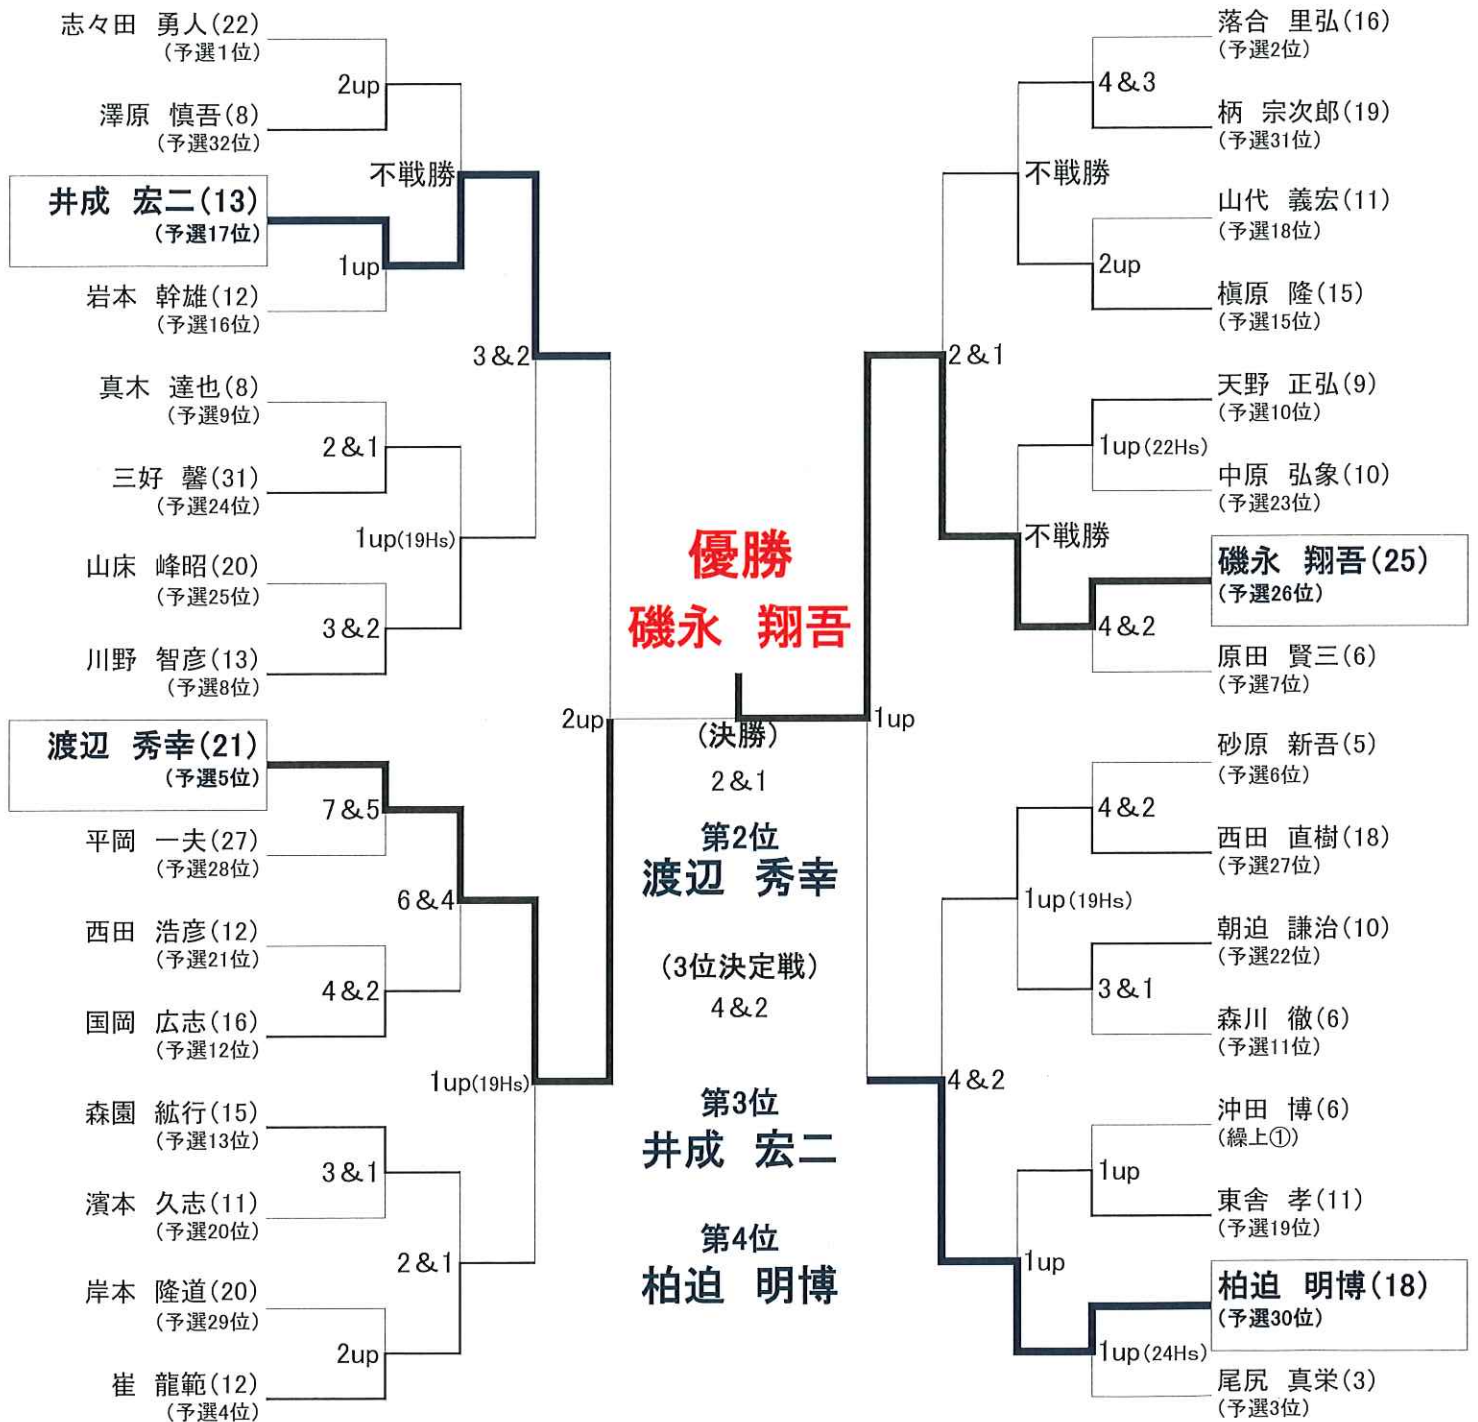 志々田 勇人(22)
(予選1位)
2up
澤原 慎吾(8)
(予選32位)
不戦勝
井成 宏二(13)
(予選17位)
1up
岩本 幹雄(12)
(予選16位)
3&2
真木 達也(8)
(予選9位)
2&1
三好 馨(31)
(予選24位)
1up(19Hs)
山床 峰昭(20)
(予選25位)
3&2
川野 智彦(13)
(予選8位)
2up
渡辺 秀幸(21)
(予選5位)
7&5
平岡 一夫(27)
(予選28位)
6&4
西田 浩彦(12)
(予選21位)
4&2
国岡 広志(16)
(予選12位)
1up(19Hs)
森園 紘行(15)
(予選13位)
3&1
濱本 久志(11)
(予選20位)
2&1
岸本 隆道(20)
(予選29位)
2up
崔 龍範(12)
(予選4位)
優勝
磯永 翔吾
(決勝)
2&1
第2位
渡辺 秀幸
(3位決定戦)
4&2
第3位
井成 宏二
第4位
柏迫 明博
落合 里弘(16)
(予選2位)
4&3
柄 宗次郎(19)
(予選31位)
不戦勝
山代 義宏(11)
(予選18位)
2up
槇原 隆(15)
(予選15位)
2&1
天野 正弘(9)
(予選10位)
1up(22Hs)
中原 弘象(10)
(予選23位)
不戦勝
磯永 翔吾(25)
(予選26位)
4&2
原田 賢三(6)
(予選7位)
1up
砂原 新吾(5)
(予選6位)
4&2
西田 直樹(18)
(予選27位)
1up(19Hs)
朝迫 謙治(10)
(予選22位)
3&1
森川 徹(6)
(予選11位)
4&2
沖田 博(6)
(繰上①)
1up
東舎 孝(11)
(予選19位)
1up
柏迫 明博(18)
(予選30位)
1up(24Hs)
尾尻 真栄(3)
(予選3位)